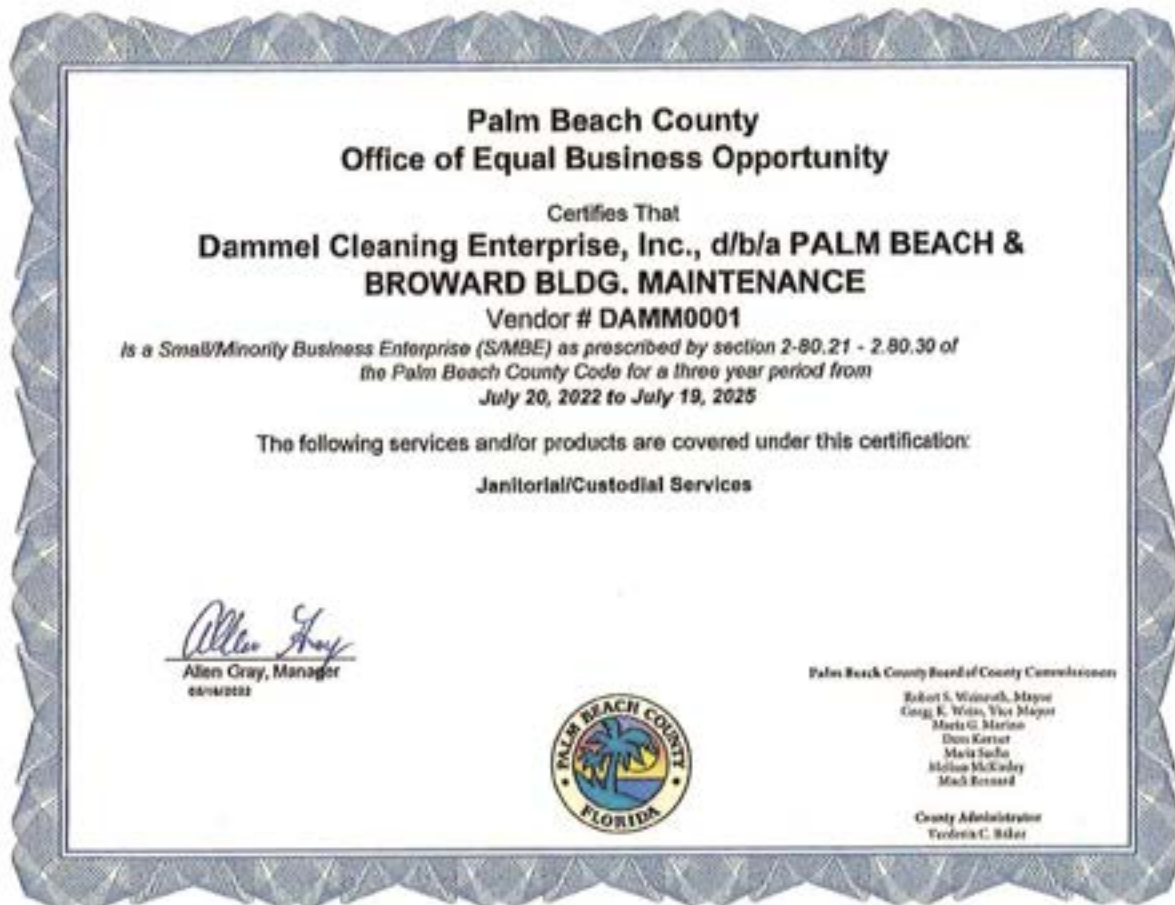 Palm Beach County
Office of Equal Business Opportunity
Certifies That
Dammel Cleaning Enterprise, Inc., d/b/a PALM BEACH &
BROWARD BLDG. MAINTENANCE
Vendor # DAMM0001
is a Small/Minority Business Enterprise (S/MBE) as prescribed by section 2-80.21 - 2.80.30 of
the Palm Beach County Code for a three year period from
July 20, 2022 to July 19, 2025
The following services and/or products are covered under this certification:
Janitorial/Custodial Services
Allen Gray
Allen Gray, Manager
Palm Beach County Board of County Commissioners
Robert S. Weinroth, Mayor
Gregg K. Weiss, Vice Mayor
Maria G. Marino
Maria Sachs
Melissa McKinlay
Mack Bernard
County Administrator
Verdenia C. Baker
PALM BEACH COUNTY
FLORIDA